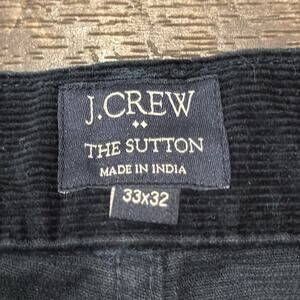 J.CREW
THE SUTTON
MADE IN INDIA
33x32